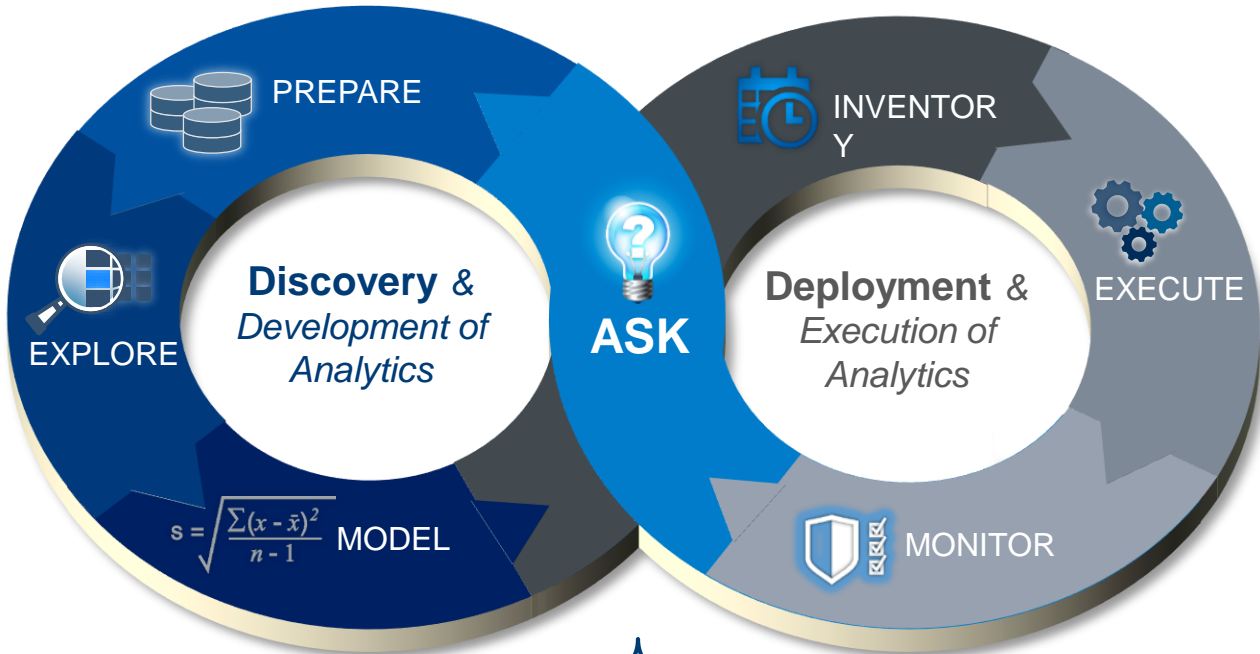 PREPARE
EXPLORE
s = √ Σ(x - x̄)² / n - 1
MODEL
Discovery &
Development of
Analytics
ASK
INVENTOR
Y
EXECUTE
MONITOR
Deployment &
Execution of
Analytics